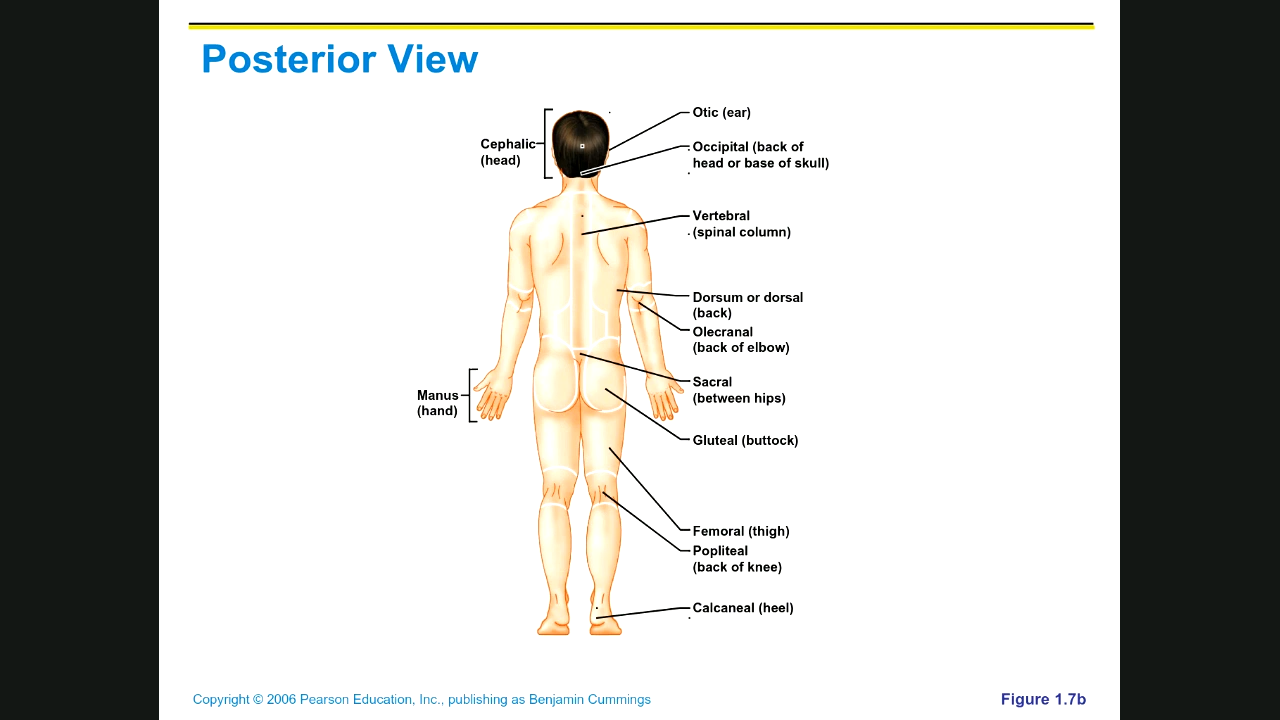 Posterior View
Cephalic
(head)
Otic (ear)
Occipital (back of
head or base of skull)
Vertebral
(spinal column)
Dorsum or dorsal
(back)
Olecranal
(back of elbow)
Manus
(hand)
Sacral
(between hips)
Gluteal (buttock)
Femoral (thigh)
Popliteal
(back of knee)
Calcaneal (heel)
Copyright © 2006 Pearson Education, Inc., publishing as Benjamin Cummings
Figure 1.7b